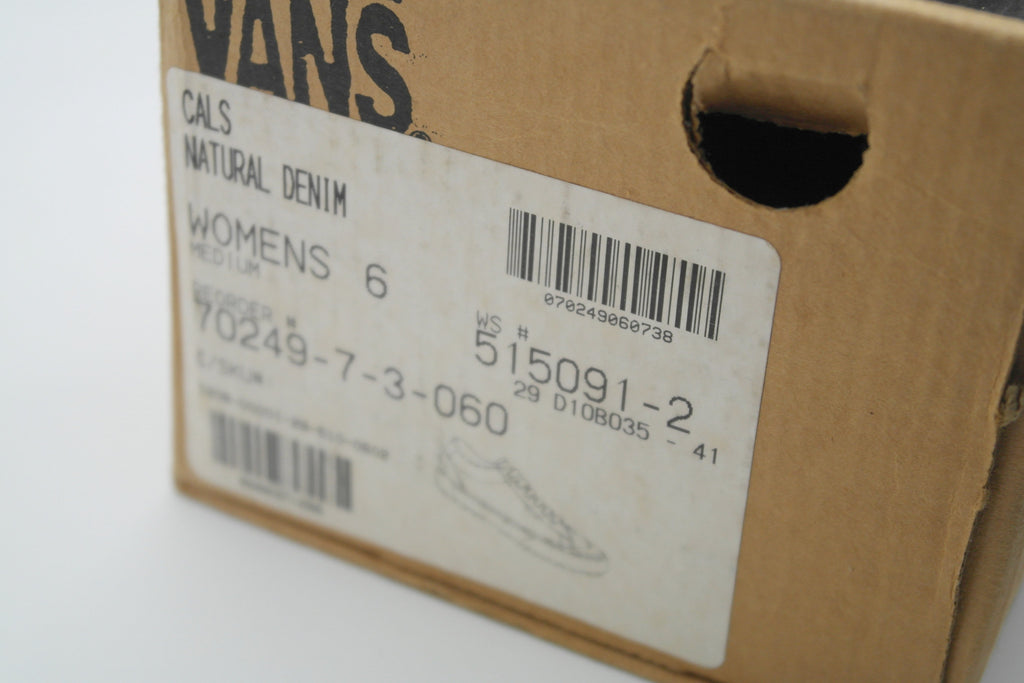 VANS
CALS
NATURAL DENIM
WOMENS 6
MEDIUM
070249060738
REORDER #
WS #
70249-7-3-060
515091-2
29 D10B035 - 41
E/SKU#: